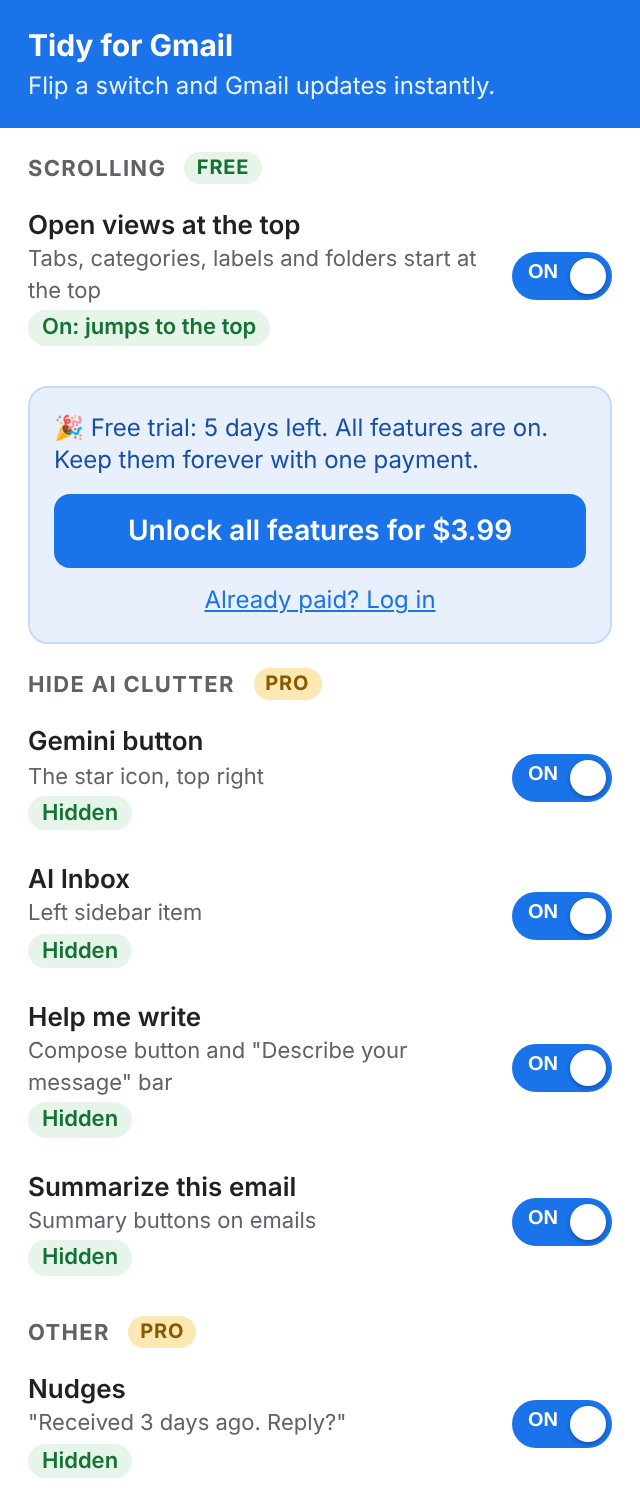 Tidy for Gmail
Flip a switch and Gmail updates instantly.
SCROLLING FREE
Open views at the top
Tabs, categories, labels and folders start at
the top
ON
On: jumps to the top
🎉 Free trial: 5 days left. All features are on.
Keep them forever with one payment.
Unlock all features for $3.99
Already paid? Log in
HIDE AI CLUTTER PRO
Gemini button
The star icon, top right
ON
Hidden
AI Inbox
Left sidebar item
ON
Hidden
Help me write
Compose button and "Describe your
message" bar
ON
Hidden
Summarize this email
Summary buttons on emails
ON
Hidden
OTHER PRO
Nudges
"Received 3 days ago. Reply?"
ON
Hidden